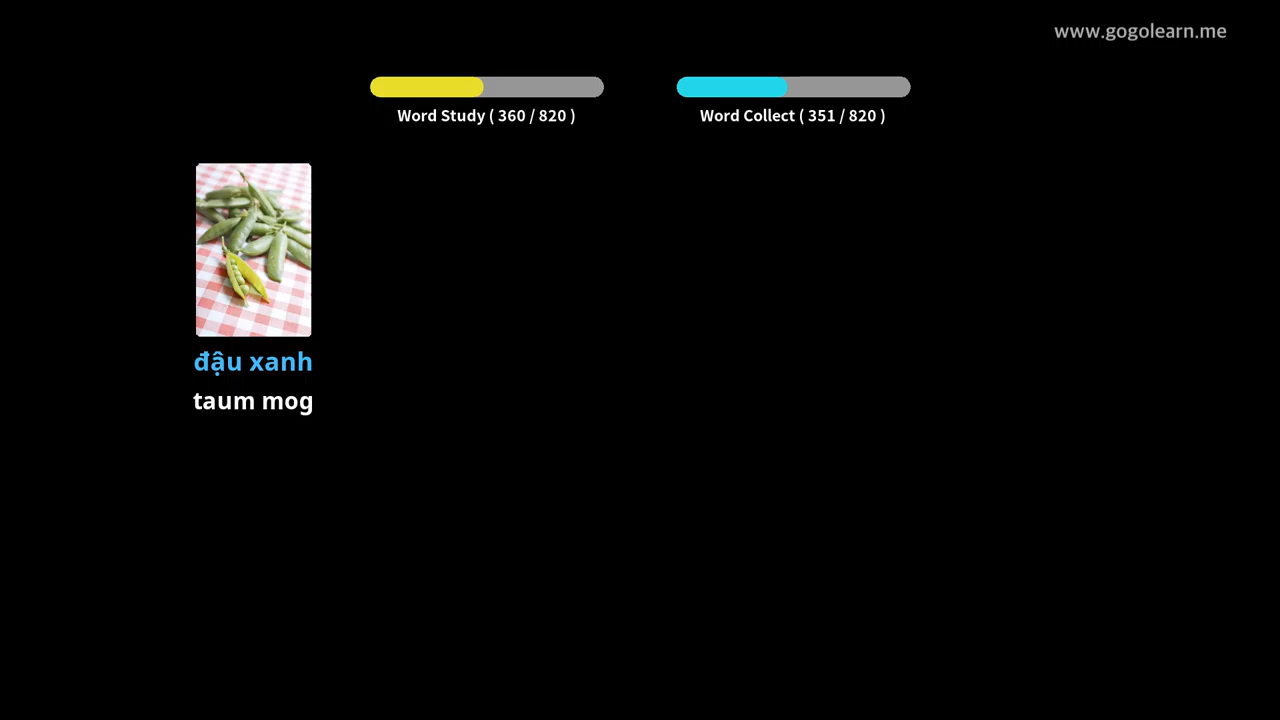 www.gogolearn.me
Word Study ( 360 / 820 )
Word Collect ( 351 / 820 )
đậu xanh
taum mog